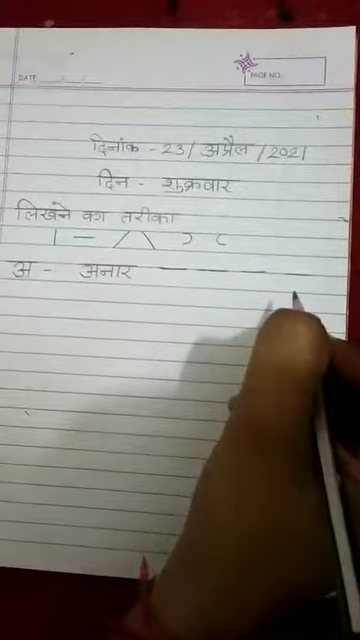 DATE
PAGE NO.:
दिनांक - 23/ अप्रैल /2021
दिन - शुक्रवार
लिखने का तरीका
| — / \ ) (
अ - अनार